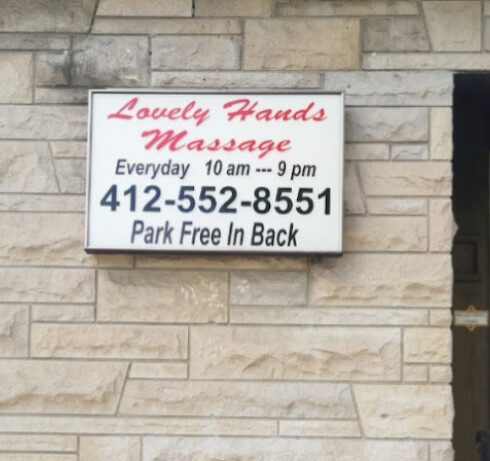 Lovely Hands
Massage
Everyday 10 am --- 9 pm
412-552-8551
Park Free In Back